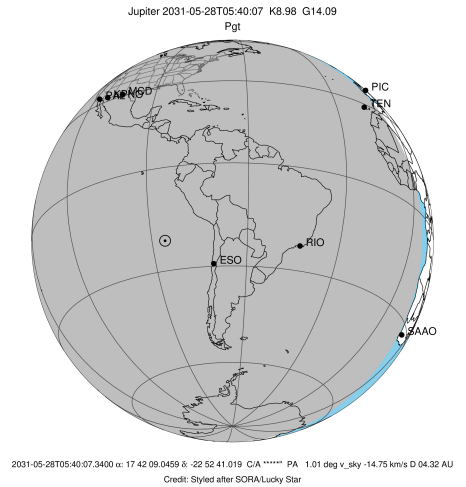 Jupiter 2031-05-28T05:40:07 K8.98 G14.09
Pgt
PIC
TEN
MCD
RIO
ESO
SAAO
2031-05-28T05:40:07.3400 α: 17 42 09.0459 δ: -22 52 41.019 C/A *****" PA 1.01 deg v_sky -14.75 km/s D 04.32 AU
Credit: Styled after SORA/Lucky Star